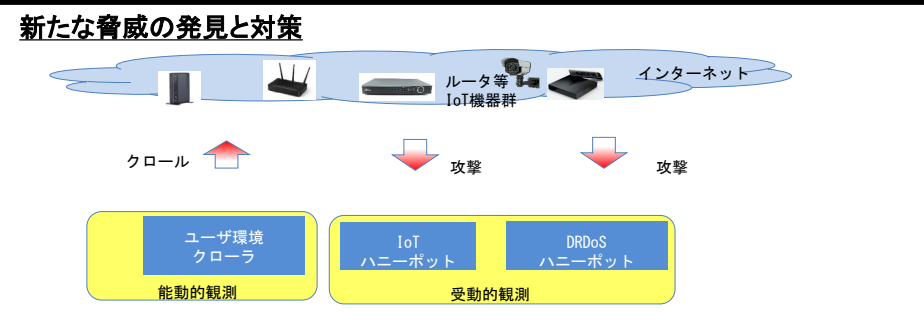 新たな脅威の発見と対策
インターネット
ルータ等
IoT機器群
クロール
攻撃
攻撃
ユーザ環境
クローラ
IoT
ハニーポット
DRDoS
ハニーポット
能動的観測
受動的観測